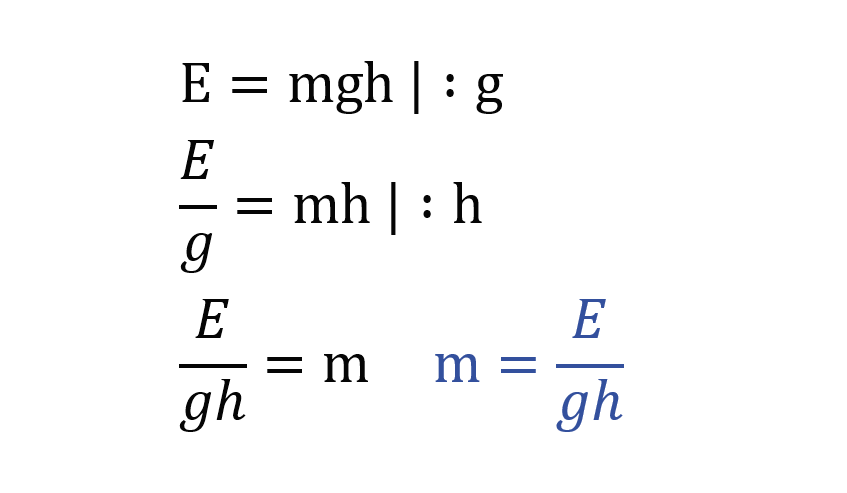 E = mgh | : g
E/g = mh | : h
E/gh = m m = E/gh